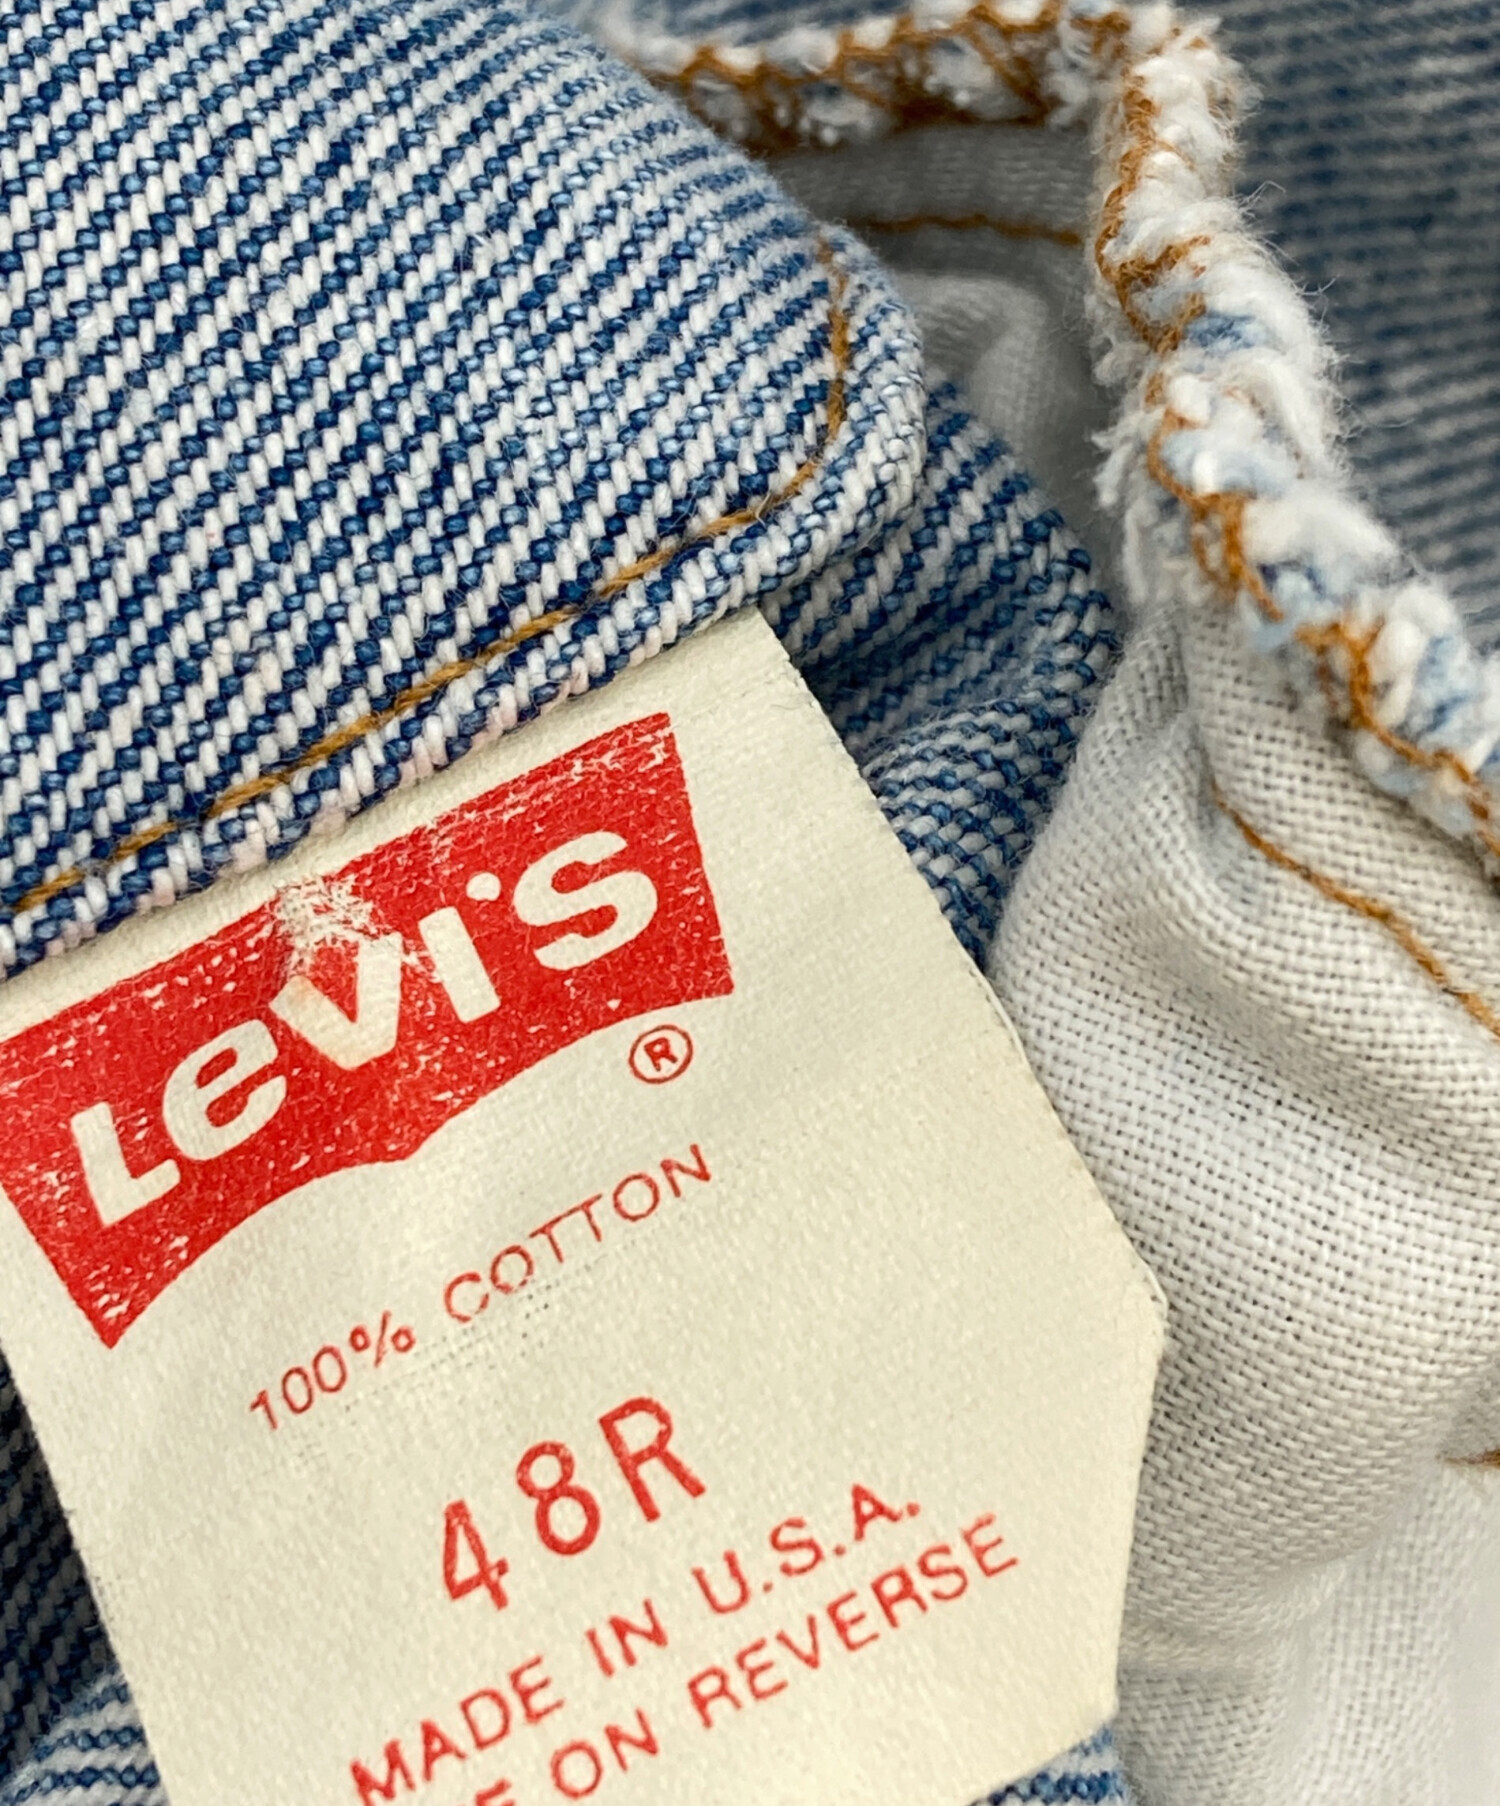 Levi's
®
100% COTTON
48R
MADE IN U.S.A.
ON REVERSE